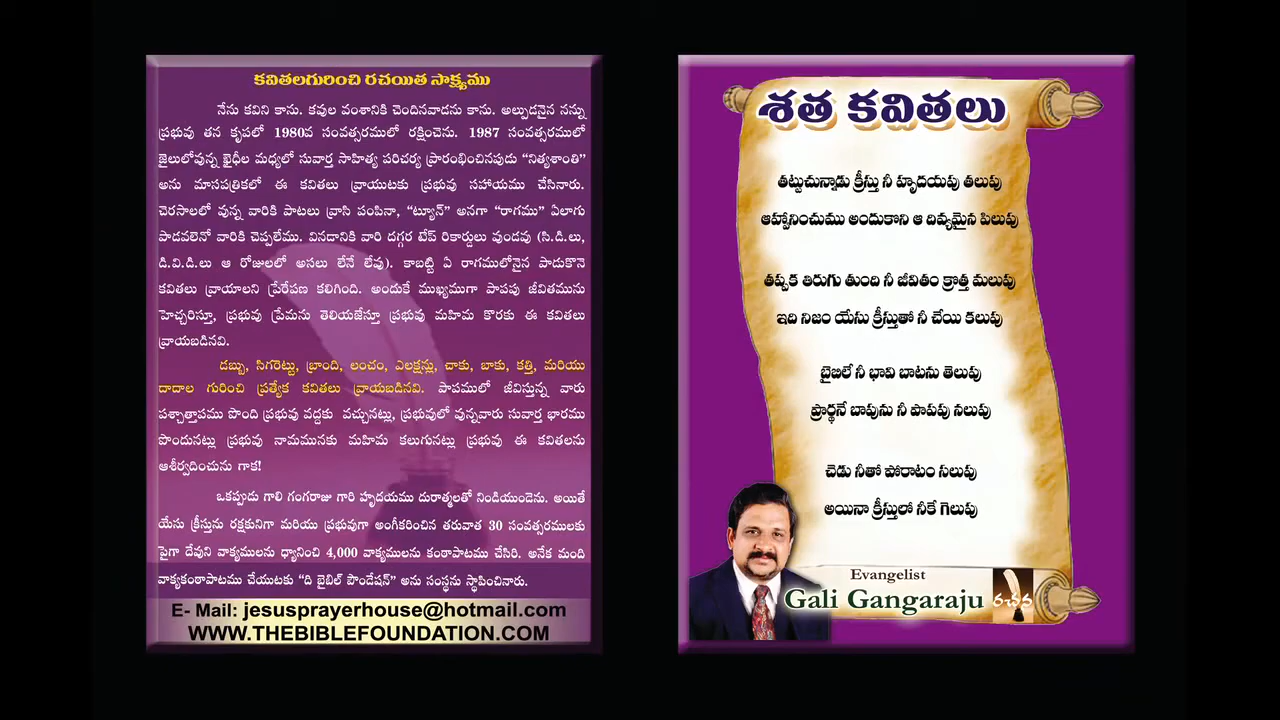 కవితలగురించి రచయిత సాక్ష్యము
నేను కవిని కాను. కవుల వంశానికి చెందినవాడను కాను. అల్పుడనైన నన్ను
ప్రభువు తన కృపలో 1980వ సంవత్సరములో రక్షించెను. 1987 సంవత్సరములో
జైలులోవున్న ఖైధీల మధ్యలో సువార్త సాహిత్య పరిచర్య ప్రారంభించినపుడు “నిత్యశాంతి”
అను మాసపత్రికలో ఈ కవితలు వ్రాయుటకు ప్రభువు సహాయము చేసినారు.
చెరసాలలో వున్న వారికి పాటలు వ్రాసి పంపినా, “ట్యూన్” అనగా “రాగము” ఏలాగు
పాడవలెనో వారికి చెప్పలేము. వినడానికి వారి దగ్గర టేప్ రికార్డులు వుండవు (సి.డి.లు,
డి.వి.డి.లు ఆ రోజులలో అసలు లేనే లేవు). కాబట్టి ఏ రాగములోనైన పాడుకొనె
కవితలు వ్రాయాలని ప్రేరేపణ కలిగింది. అందుకే ముఖ్యముగా పాపపు జీవితమును
హెచ్చరిస్తూ, ప్రభువు ప్రేమను తెలియజేస్తూ ప్రభువు మహిమ కొరకు ఈ కవితలు
వ్రాయబడినవి.
డబ్బు, సిగరెట్టు, బ్రాంది, లంచం, ఎలక్షన్లు, చాకు, బాకు, కత్తి, మరియు
దాదాల గురించి ప్రత్యేక కవితలు వ్రాయబడినవి. పాపములో జీవిస్తున్న వారు
పశ్చాత్తాపము పొంది ప్రభువు వద్దకు వచ్చునట్లు, ప్రభువులో వున్నవారు సువార్త భారము
పొందునట్లు ప్రభువు నామమునకు మహిమ కలుగునట్లు ప్రభువు ఈ కవితలను
ఆశీర్వదించును గాక!
ఒకప్పుడు గాలి గంగరాజు గారి హృదయము దురాత్మలతో నిండియుండెను. అయితే
యేసు క్రీస్తును రక్షకునిగా మరియు ప్రభువుగా అంగీకరించిన తరువాత 30 సంవత్సరములకు
పైగా దేవుని వాక్యములను ధ్యానించి 4,000 వాక్యములను కంఠాపాటము చేసిరి. అనేక మంది
వాక్యకంఠాపాటము చేయుటకు “ది బైబిల్ ఫౌండేషన్” అను సంస్థను స్థాపించినారు.
E- Mail: jesusprayerhouse@hotmail.com
WWW.THEBIBLEFOUNDATION.COM
శత కవితలు
తట్టుచున్నాడు క్రీస్తు నీ హృదయపు తలుపు
ఆహ్వానించుము అందుకొని ఆ దివ్యమైన పిలుపు
తప్పక తిరుగు తుంది నీ జీవితం క్రొత్త మలుపు
ఇది నిజం యేసు క్రీస్తుతో నీ చేయి కలుపు
బైబిలే నీ భావి బాటను తెలుపు
ప్రార్థనే బాపును నీ పాపపు నలుపు
చెడు నీతో పోరాటం సలుపు
అయినా క్రీస్తులో నీకే గెలుపు
Evangelist
Gali Gangaraju
రచన